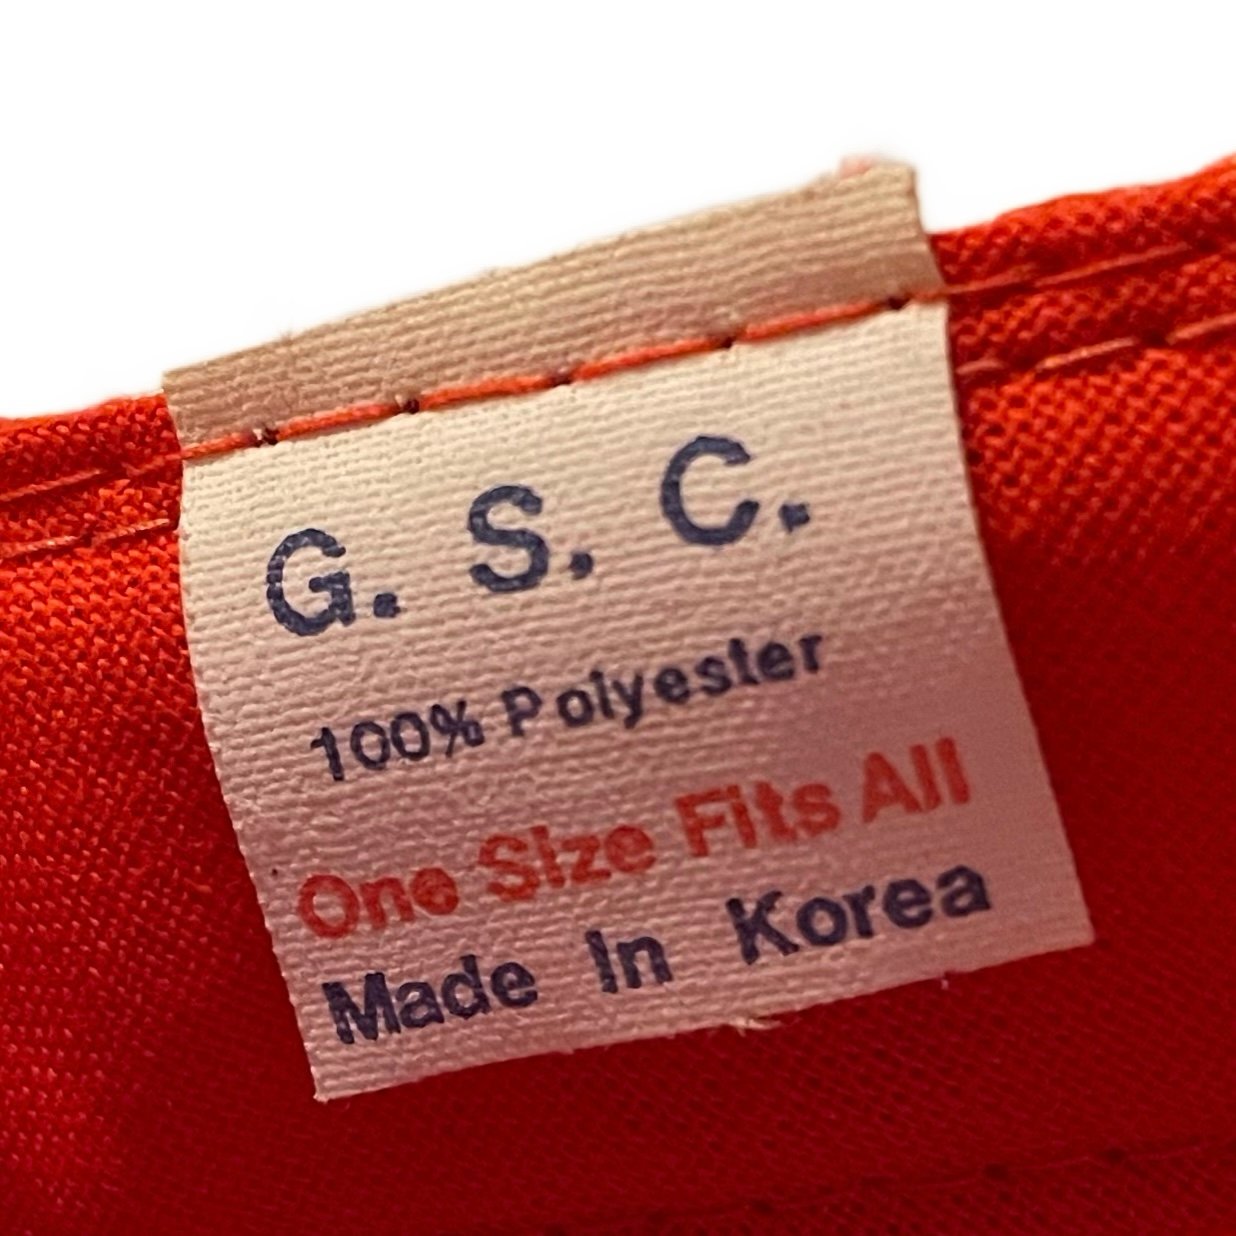 G. S. C.
100% Polyester
One Size Fits All
Made In Korea